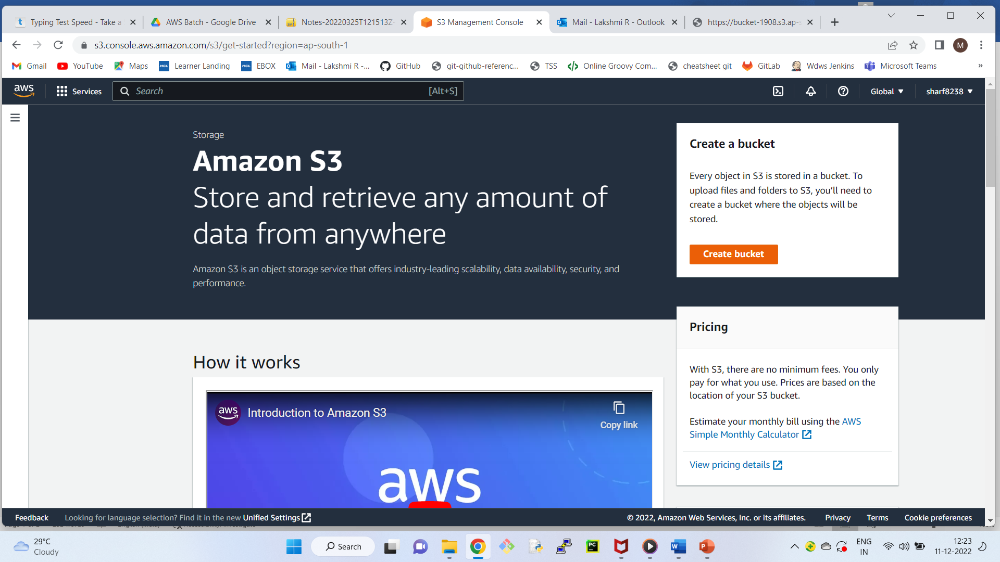 Typing Test Speed - Take a
AWS Batch - Google Drive
Notes-20220325T121513Z-
S3 Management Console
Mail - Lakshmi R - Outlook
https://bucket-1908.s3.ap-s
s3.console.aws.amazon.com/s3/get-started?region=ap-south-1
M
Gmail
YouTube
Maps
HCL
Learner Landing
HCL
EBOX
Mail - Lakshmi R -...
GitHub
git-github-referenc...
TSS
Online Groovy Com...
cheatsheet git
GitLab
Wdws Jenkins
Microsoft Teams
»
aws
Services
Search
[Alt+S]
Global
sharf8238
Storage
Amazon S3
Store and retrieve any amount of
data from anywhere
Amazon S3 is an object storage service that offers industry-leading scalability, data availability, security, and
performance.
Create a bucket
Every object in S3 is stored in a bucket. To
upload files and folders to S3, you'll need to
create a bucket where the objects will be
stored.
Create bucket
Pricing
With S3, there are no minimum fees. You only
pay for what you use. Prices are based on the
location of your S3 bucket.
Estimate your monthly bill using the AWS
Simple Monthly Calculator
View pricing details
How it works
aws
Introduction to Amazon S3
Copy link
aws
Feedback
Looking for language selection? Find it in the new Unified Settings
© 2022, Amazon Web Services, Inc. or its affiliates.
Privacy
Terms
Cookie preferences
29°C
Cloudy
Search
PC
W
P
ENG
IN
12:23
11-12-2022